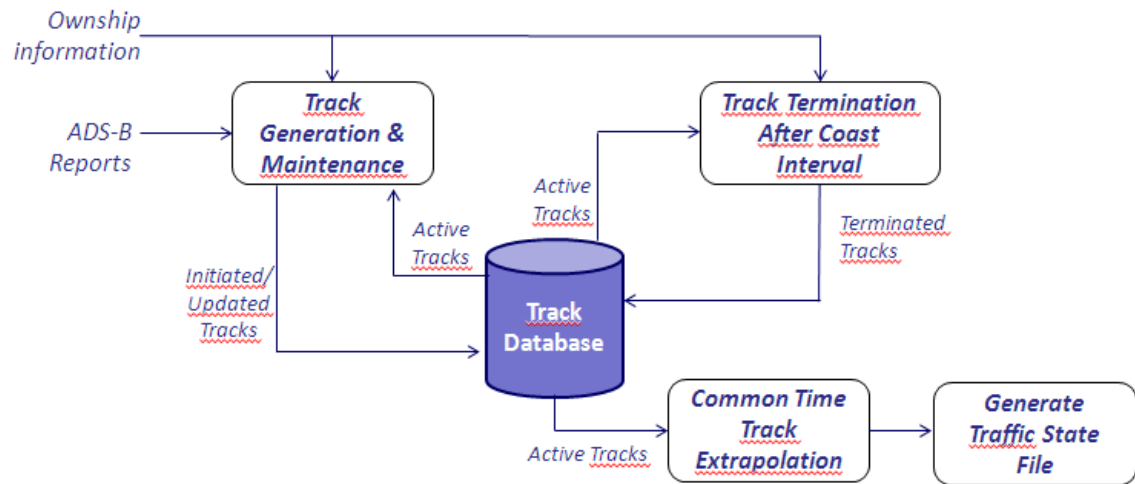 Ownship
information
ADS-B
Reports
Track
Generation &
Maintenance
Track Termination
After Coast
Interval
Active
Tracks
Active
Tracks
Terminated
Tracks
Initiated/
Updated
Tracks
Track
Database
Active Tracks
Common Time
Track
Extrapolation
Generate
Traffic State
File